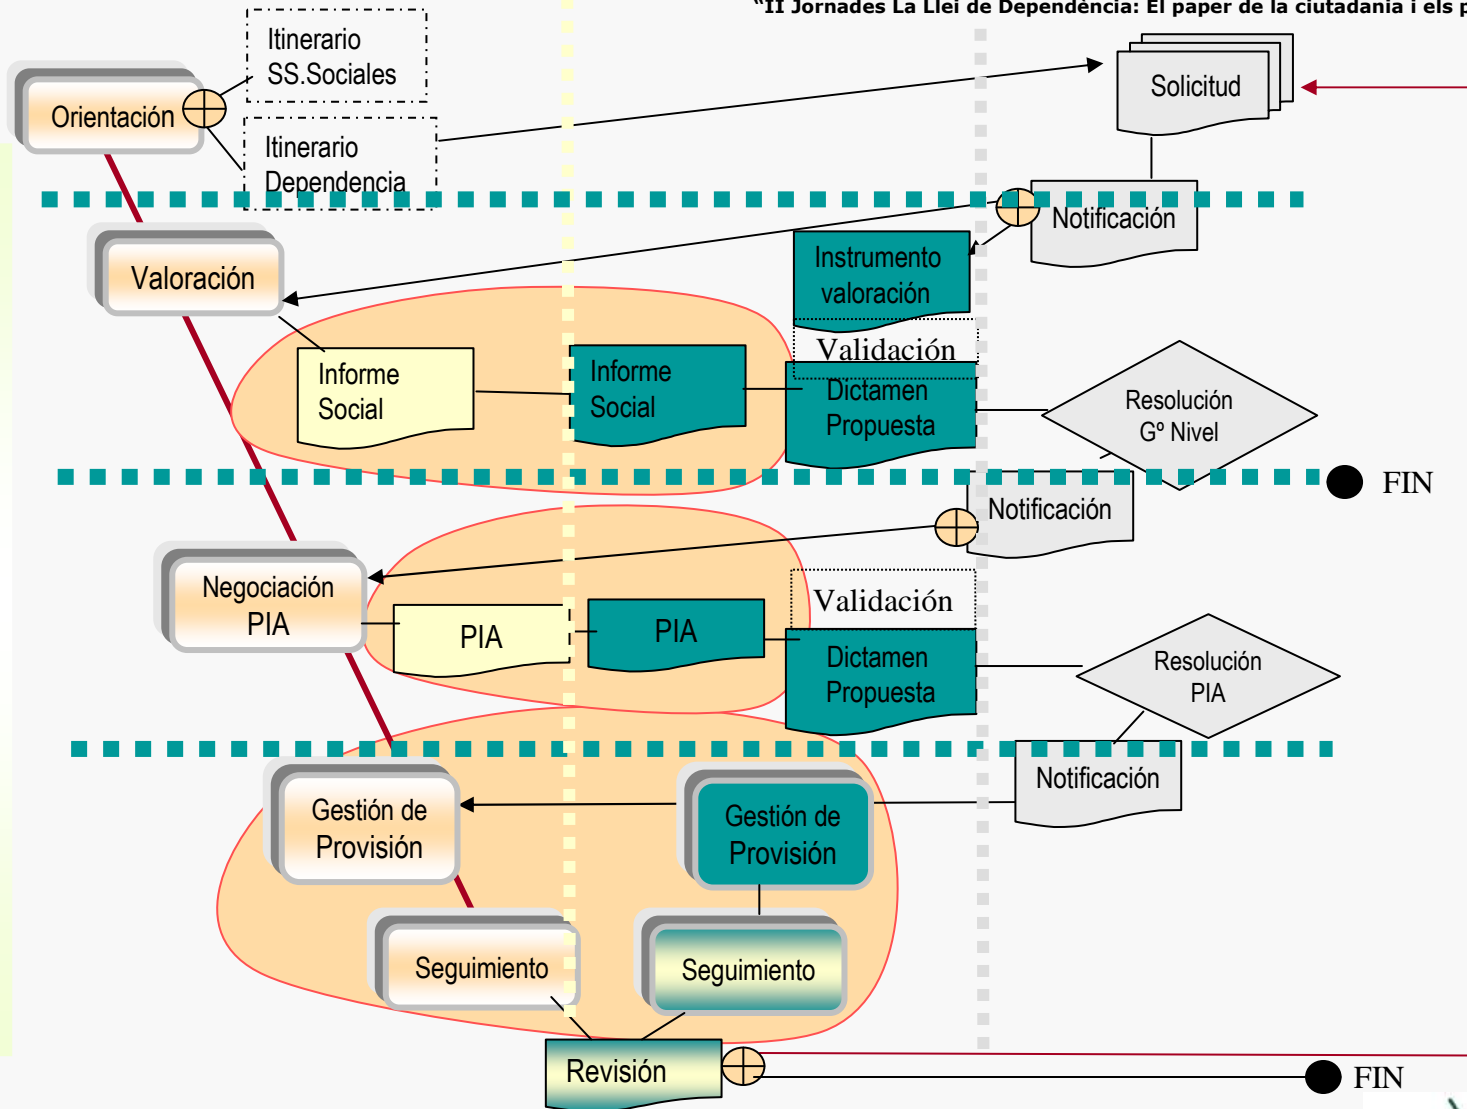 “II Jornades La Llei de Dependència: El paper de la ciutadania i els p
Itinerario
SS.Sociales
Solicitud
Orientación
Itinerario
Dependencia
Notificación
Valoración
Instrumento
valoración
Validación
Informe
Social
Informe
Social
Dictamen
Propuesta
Resolución
Gº Nivel
FIN
Notificación
Negociación
PIA
Validación
PIA
PIA
Dictamen
Propuesta
Resolución
PIA
Notificación
Gestión de
Provisión
Gestión de
Provisión
Seguimiento
Seguimiento
Revisión
FIN